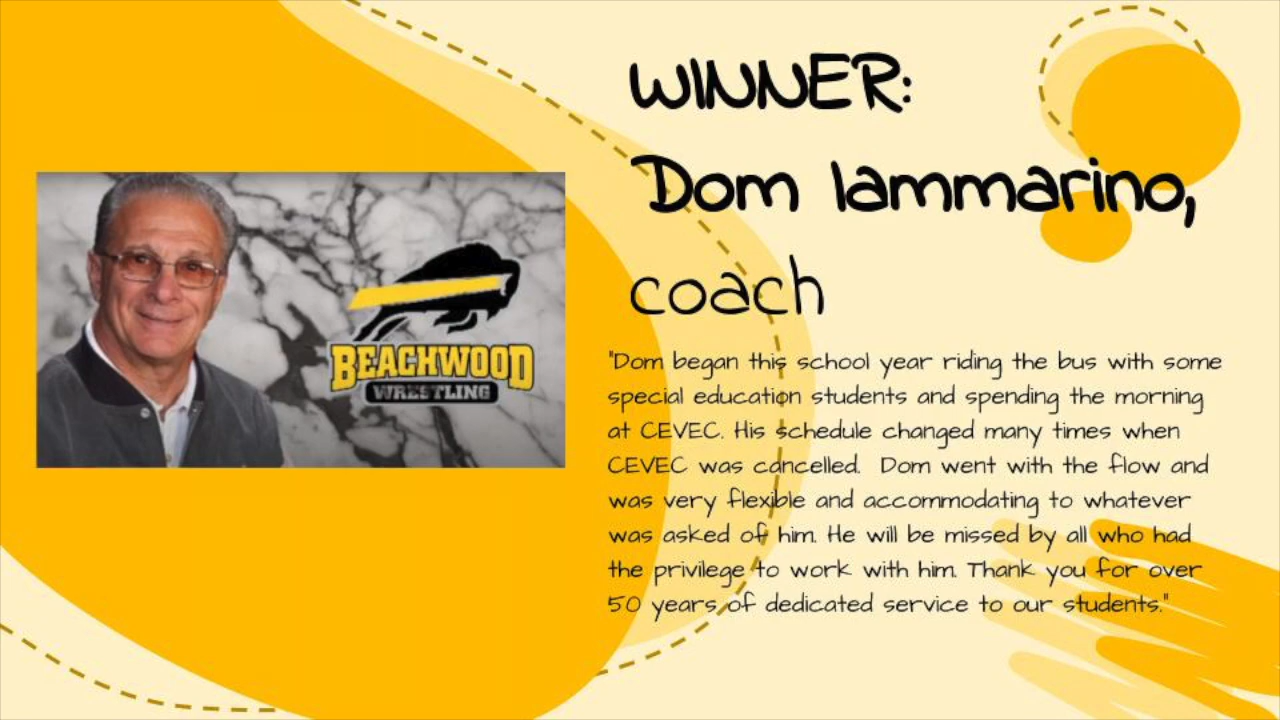 WINNER:
Dom Iammarino,
coach
BEACHWOOD
WRESTLING
"Dom began this school year riding the bus with some
special education students and spending the morning
at CEVEC. His schedule changed many times when
CEVEC was cancelled.  Dom went with the flow and
was very flexible and accommodating to whatever
was asked of him. He will be missed by all who had
the privilege to work with him. Thank you for over
50 years of dedicated service to our students."